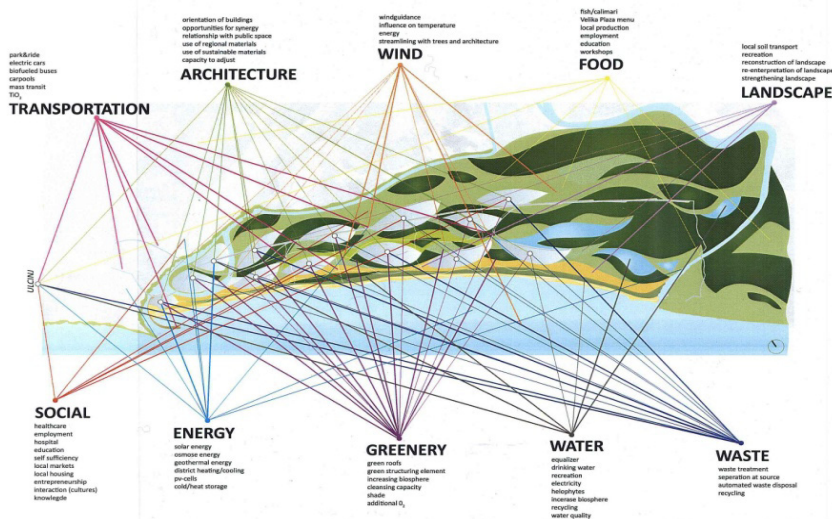 park&ride
electric cars
biofueled buses
carpools
mass transit
TiO₂
TRANSPORTATION
orientation of buildings
opportunities for synergy
relationship with public space
use of regional materials
use of sustainable materials
capacity to adjust
ARCHITECTURE
windguidance
influence on temperature
energy
streamlining with trees and architecture
WIND
fish/calimari
Velika Plaza menu
local production
employment
education
workshops
FOOD
local soil transport
recreation
reconstruction of landscape
re-enterpretation of landscape
strengthening landscape
LANDSCAPE
ULCINJ
SOCIAL
healthcare
employment
hospital
education
self sufficiency
local markets
local housing
entrepreneurship
interaction (cultures)
knowlegde
ENERGY
solar energy
osmose energy
geothermal energy
district heating/cooling
pv-cells
cold/heat storage
GREENERY
green roofs
green structuring element
increasing biosphere
cleansing capacity
shade
additional 0₂
WATER
equalizer
drinking water
recreation
electricity
helophytes
incerase biosphere
recycling
water quality
WASTE
waste treatment
seperation at source
automated waste disposal
recycling